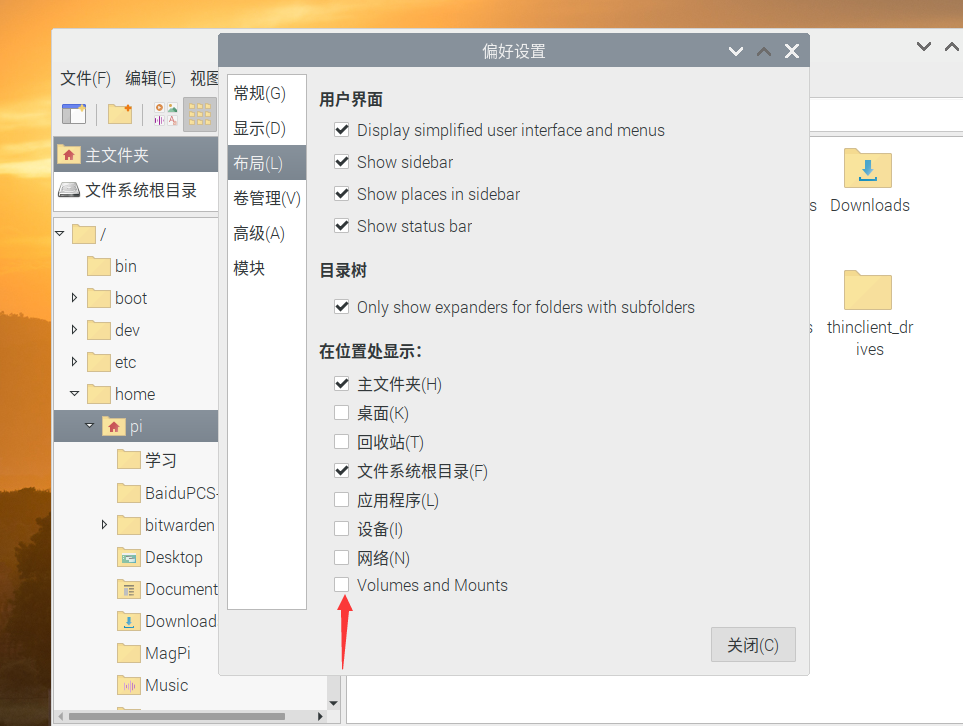 偏好设置
文件(F) 编辑(E) 视图
主文件夹
文件系统根目录
/
bin
boot
dev
etc
home
pi
学习
BaiduPCS-
bitwarden
Desktop
Document
Download
MagPi
Music
常规(G)
显示(D)
布局(L)
卷管理(V)
高级(A)
模块
用户界面
Display simplified user interface and menus
Show sidebar
Show places in sidebar
Show status bar
目录树
Only show expanders for folders with subfolders
在位置处显示：
主文件夹(H)
桌面(K)
回收站(T)
文件系统根目录(F)
应用程序(L)
设备(I)
网络(N)
Volumes and Mounts
关闭(C)
s Downloads
s thinclient_dr
ives